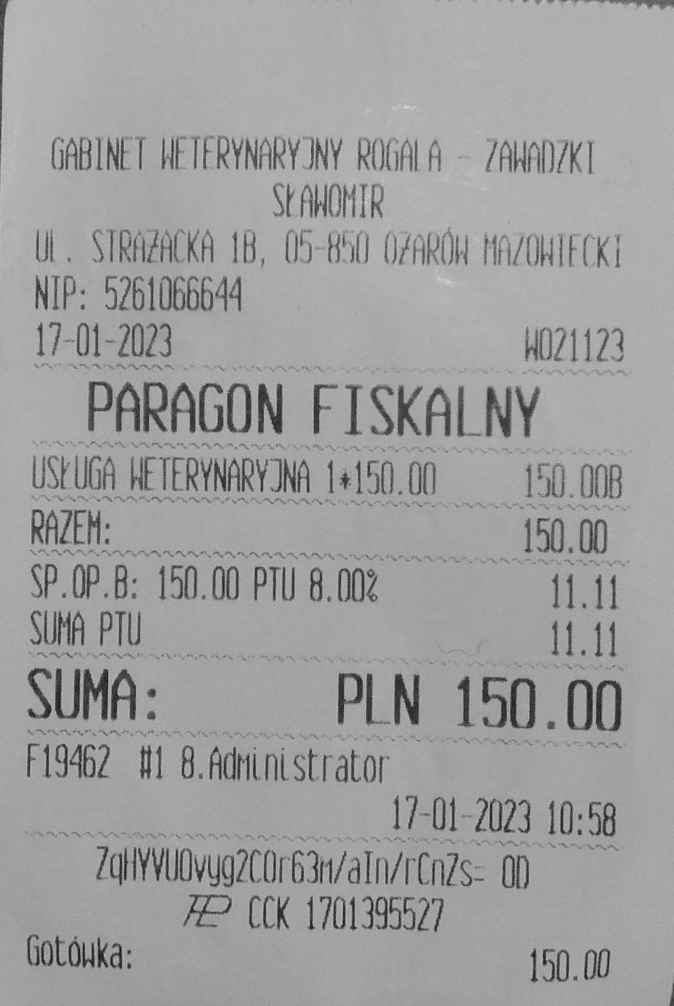 GABINET WETERYNARYJNY ROGALA - ZAWADZKI
SŁAWOMIR
UL. STRAŻACKA 1B, 05-850 OŻARÓW MAZOWIECKI
NIP: 5261066644
17-01-2023 W021123
PARAGON FISKALNY
USŁUGA WETERYNARYJNA 1*150.00 150.00B
RAZEM: 150.00
SP.OP.B: 150.00 PTU 8.00% 11.11
SUMA PTU 11.11
SUMA: PLN 150.00
F19462 #1 8.Administrator
17-01-2023 10:58
ZqHYVU0vyg2C0r63m/aIn/rCnZs= 0D
CCK 1701395527
Gotówka: 150.00